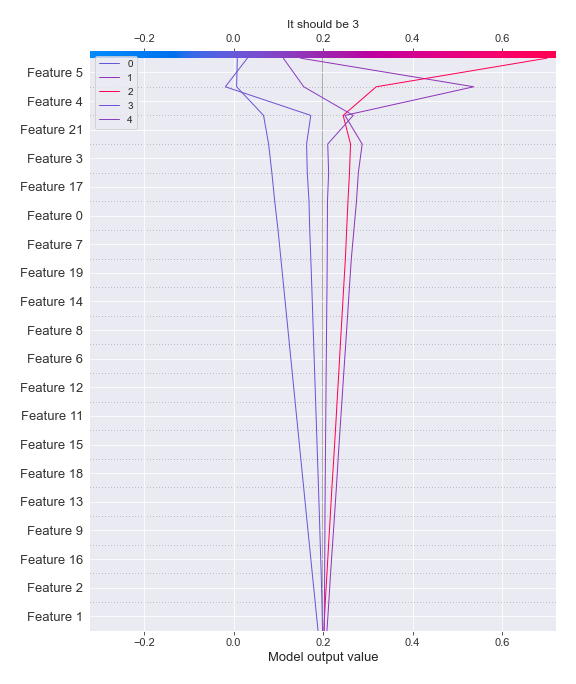 It should be 3
−0.2 0.0 0.2 0.4 0.6
0
1
2
3
4
Feature 5
Feature 4
Feature 21
Feature 3
Feature 17
Feature 0
Feature 7
Feature 19
Feature 14
Feature 8
Feature 6
Feature 12
Feature 11
Feature 15
Feature 18
Feature 13
Feature 9
Feature 16
Feature 2
Feature 1
−0.2 0.0 0.2 0.4 0.6
Model output value